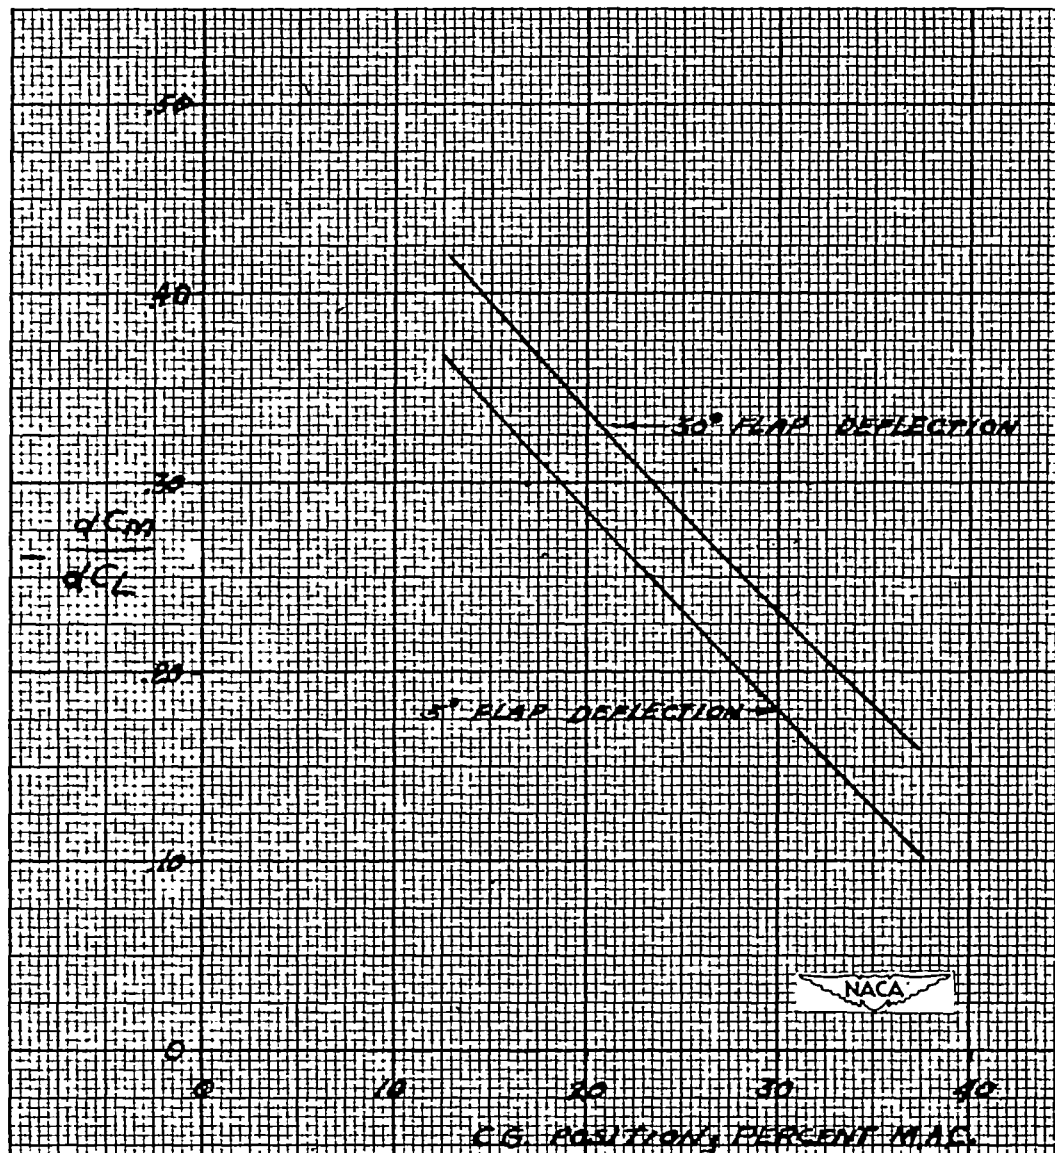 .50
.40
50° FLAP DEFLECTION
.30
- dCm
dCL
.20
5° FLAP DEFLECTION
.10
NACA
0
0 10 20 30 40
C.G. POSITION, PERCENT M.A.C.